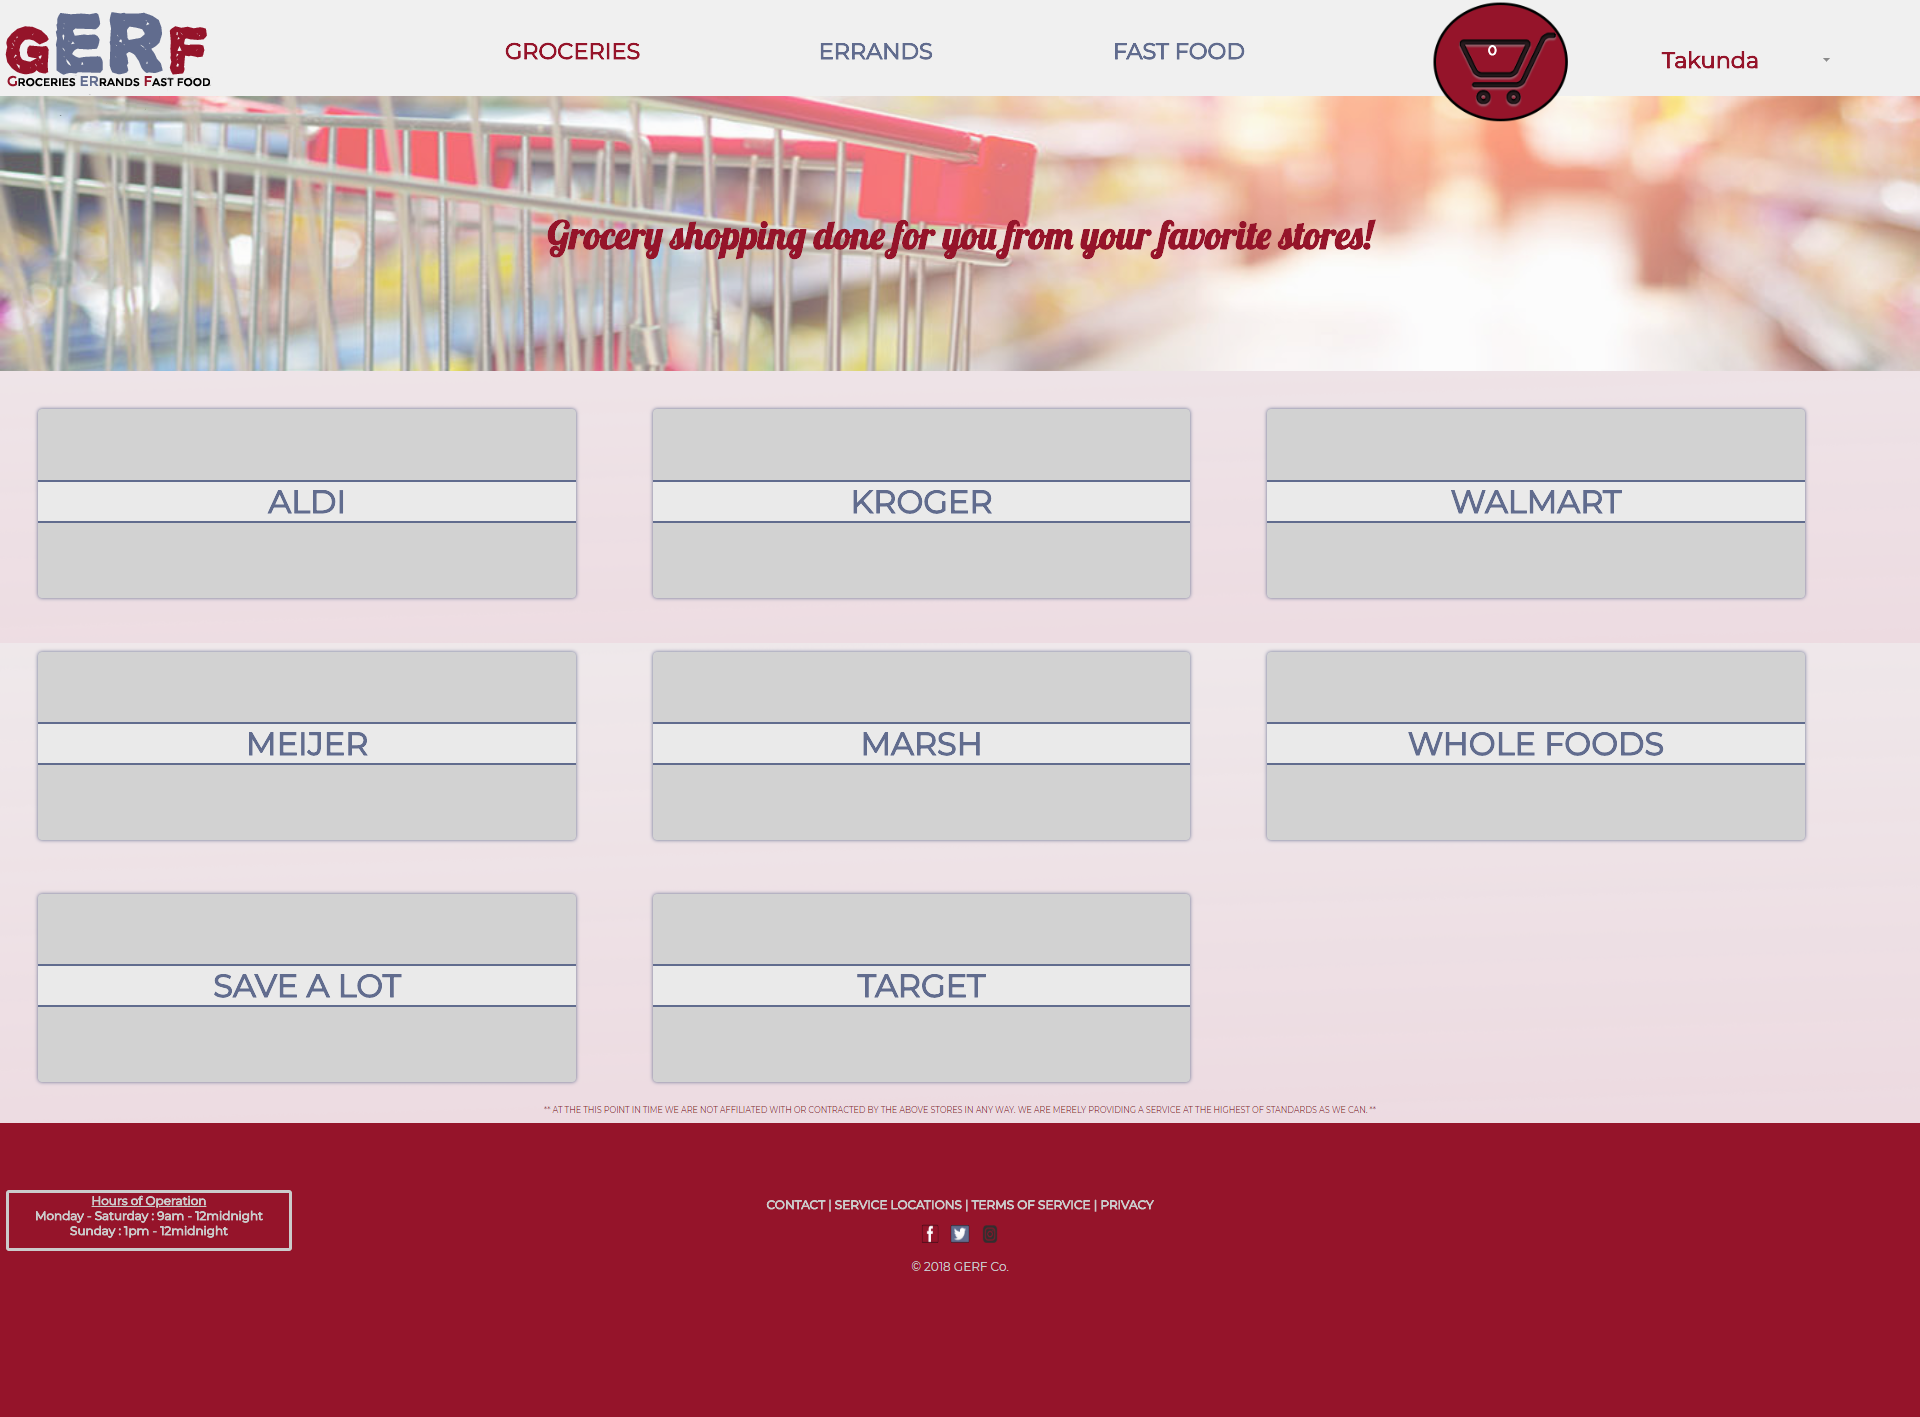 GERF
GROCERIES ERRANDS FAST FOOD
GROCERIES
ERRANDS
FAST FOOD
0
Takunda
Grocery shopping done for you from your favorite stores!
ALDI
KROGER
WALMART
MEIJER
MARSH
WHOLE FOODS
SAVE A LOT
TARGET
** AT THE THIS POINT IN TIME WE ARE NOT AFFILIATED WITH OR CONTRACTED BY THE ABOVE STORES IN ANY WAY. WE ARE MERELY PROVIDING A SERVICE AT THE HIGHEST OF STANDARDS AS WE CAN. **
Hours of Operation
Monday - Saturday : 9am - 12midnight
Sunday : 1pm - 12midnight
CONTACT | SERVICE LOCATIONS | TERMS OF SERVICE | PRIVACY
© 2018 GERF Co.